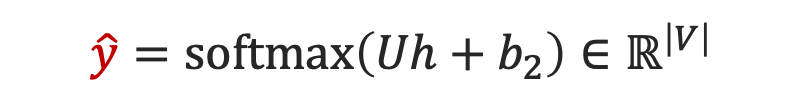 ŷ = softmax(Uh + b₂) ∈ ℝ^|V|